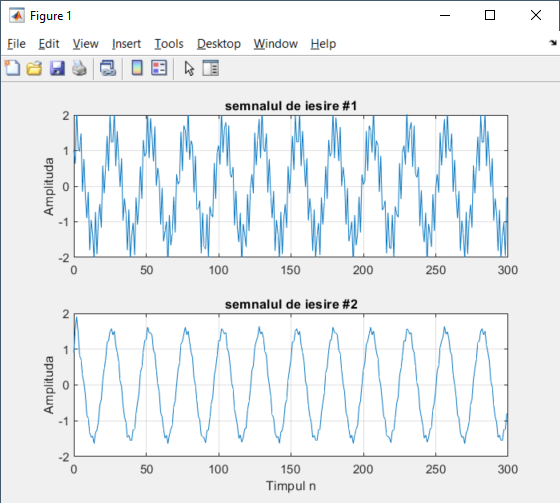 Figure 1
File Edit View Insert Tools Desktop Window Help
semnalul de iesire #1
Amplituda
2
1
0
-1
-2
0 50 100 150 200 250 300
semnalul de iesire #2
Amplituda
2
1
0
-1
-2
0 50 100 150 200 250 300
Timpul n